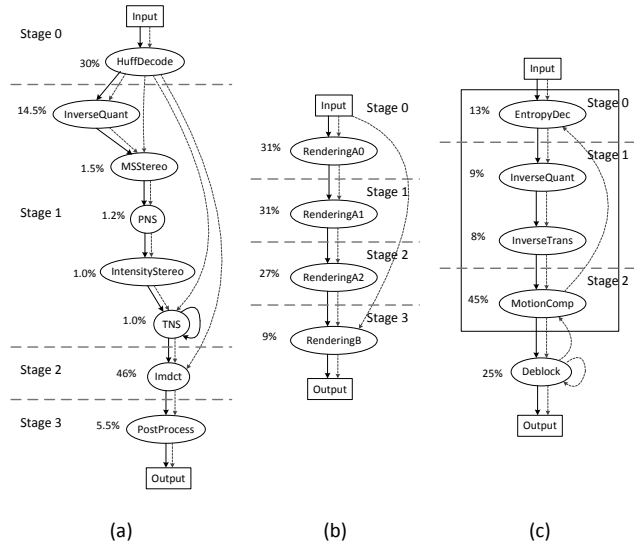 Input
Stage 0
HuffDecode
30%
14.5%
InverseQuant
MSStereo
1.5%
Stage 1
1.2%
PNS
IntensityStereo
1.0%
1.0%
TNS
Stage 2
46%
Imdct
Stage 3
5.5%
PostProcess
Output
(a)
Input
Stage 0
31%
RenderingA0
Stage 1
31%
RenderingA1
Stage 2
27%
RenderingA2
Stage 3
9%
RenderingB
Output
(b)
Input
Stage 0
13%
EntropyDec
Stage 1
9%
InverseQuant
8%
InverseTrans
Stage 2
45%
MotionComp
25%
Deblock
Output
(c)